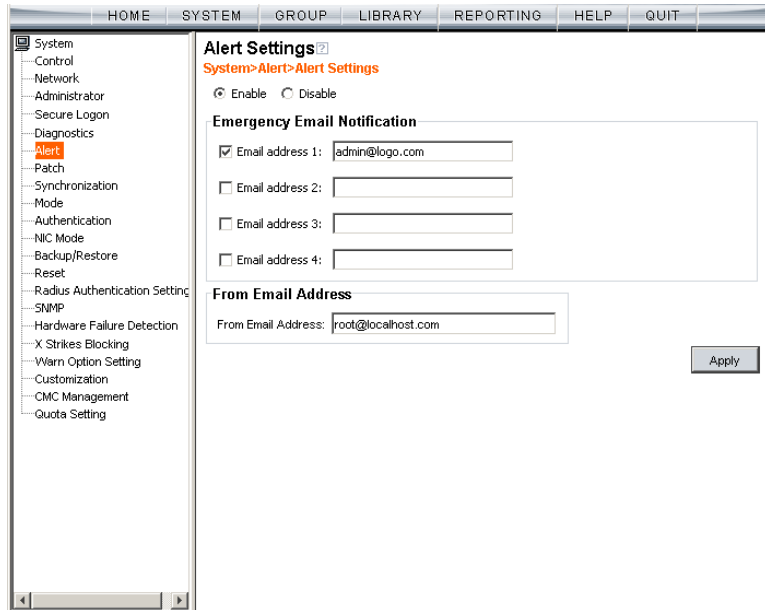 HOME SYSTEM GROUP LIBRARY REPORTING HELP QUIT
System
Control
Network
Administrator
Secure Logon
Diagnostics
Alert
Patch
Synchronization
Mode
Authentication
NIC Mode
Backup/Restore
Reset
Radius Authentication Setting
SNMP
Hardware Failure Detection
X Strikes Blocking
Warn Option Setting
Customization
CMC Management
Quota Setting
Alert Settings?
System>Alert>Alert Settings
Enable Disable
Emergency Email Notification
Email address 1: admin@logo.com
Email address 2:
Email address 3:
Email address 4:
From Email Address
From Email Address: root@localhost.com
Apply